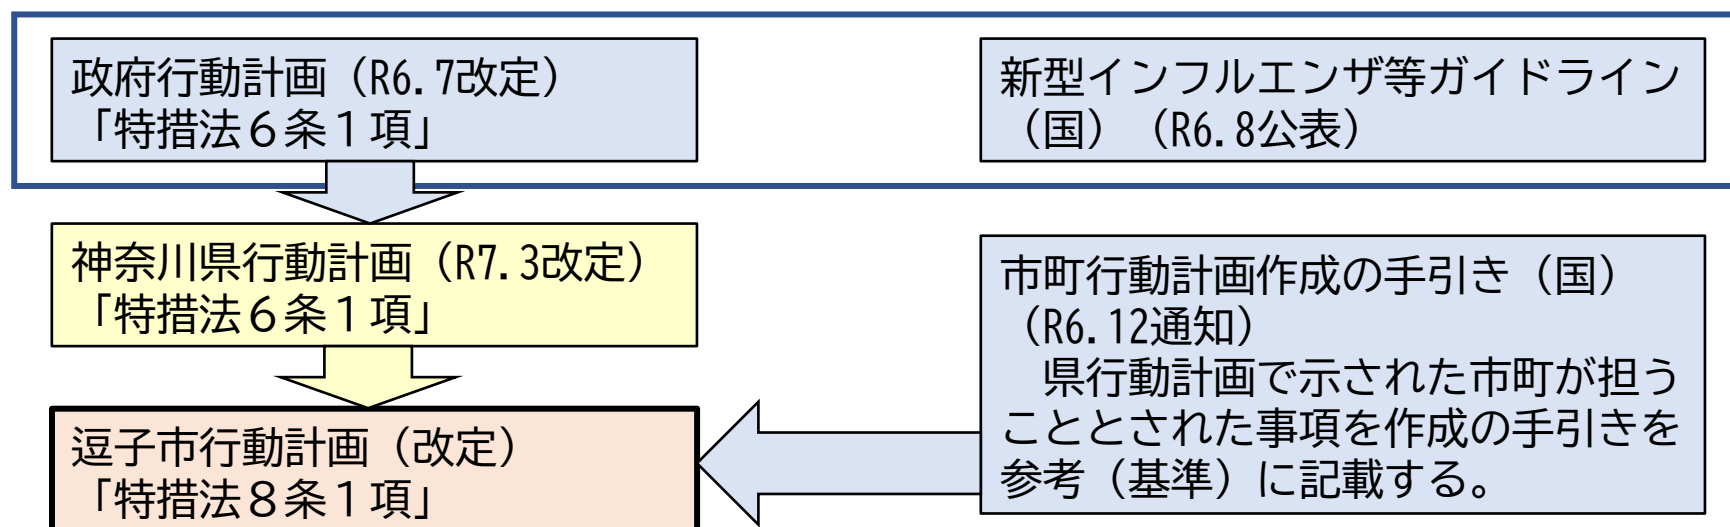 政府行動計画（R6.7改定）
「特措法６条１項」
新型インフルエンザ等ガイドライン
（国）（R6.8公表）
神奈川県行動計画（R7.3改定）
「特措法６条１項」
市町行動計画作成の手引き（国）
（R6.12通知）
　県行動計画で示された市町が担う
こととされた事項を作成の手引きを
参考（基準）に記載する。
逗子市行動計画（改定）
「特措法８条１項」